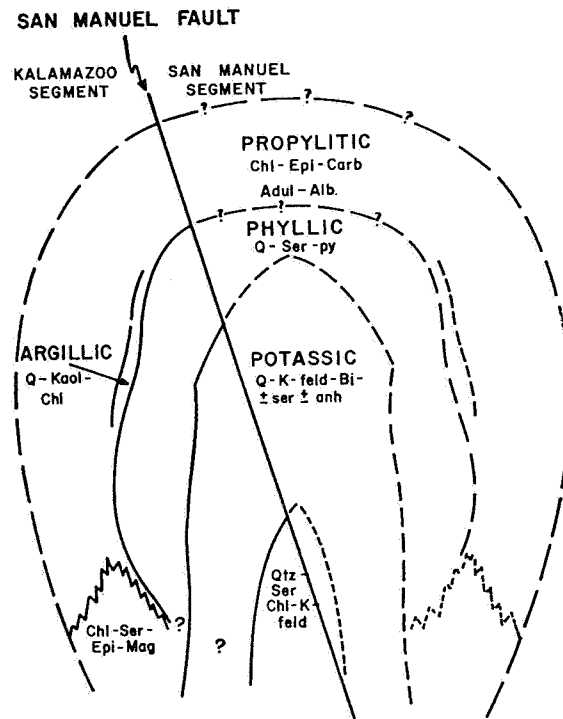 SAN MANUEL FAULT
KALAMAZOO
SEGMENT
SAN MANUEL
SEGMENT
? ? ?
PROPYLITIC
Chl-Epi-Carb
Adul-Alb.
? ? ?
PHYLLIC
Q-Ser-py
ARGILLIC
Q-Kaol-
Chl
POTASSIC
Q-K-feld-Bi-
± ser ± anh
Qtz-
Ser
Chl-K-
feld
Chl-Ser-
Epi-Mag
?
?